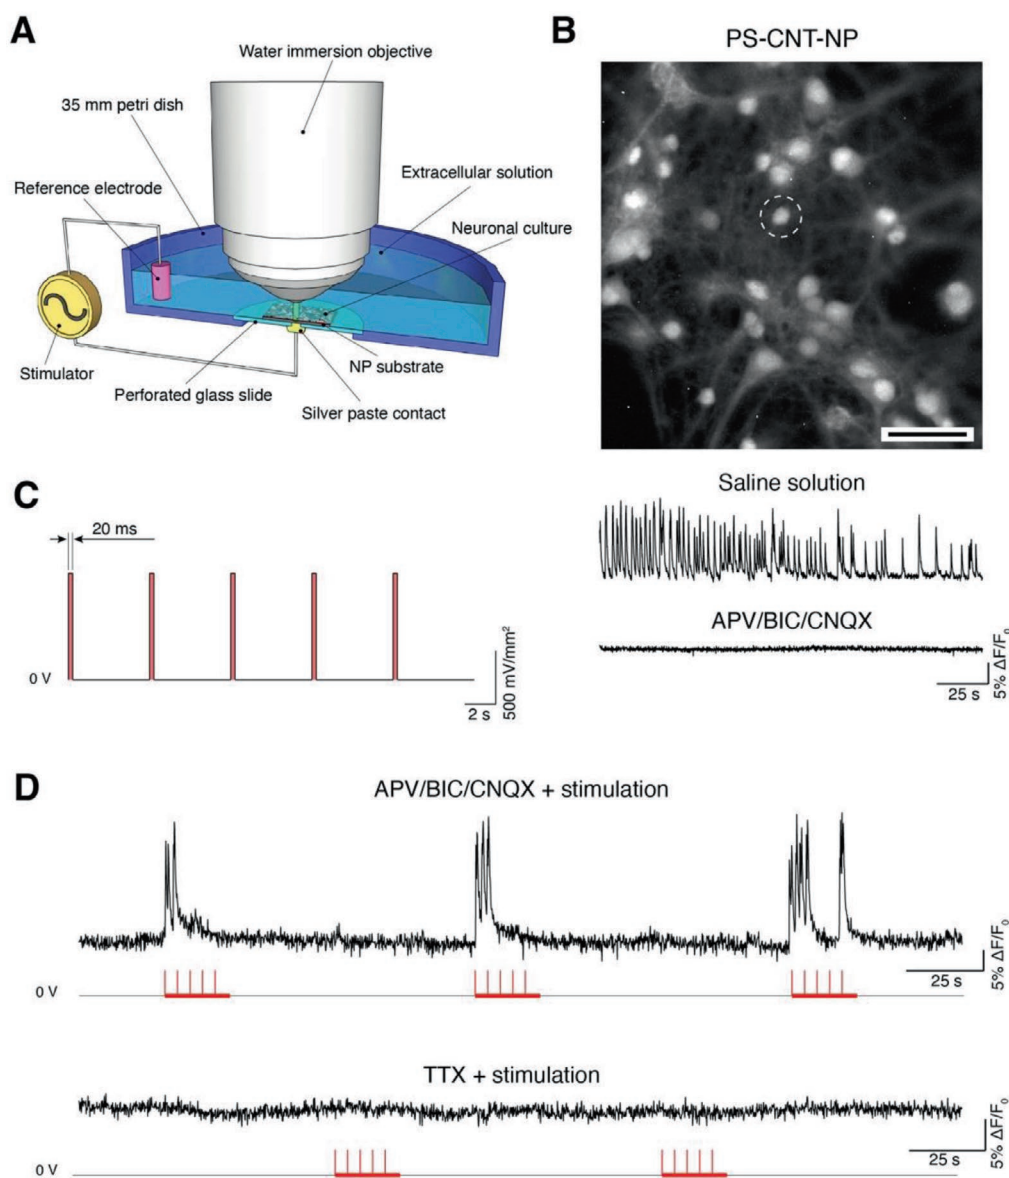 A
Water immersion objective
35 mm petri dish
Reference electrode
Extracellular solution
Neuronal culture
Stimulator
NP substrate
Perforated glass slide
Silver paste contact
B
PS-CNT-NP
Saline solution
APV/BIC/CNQX
5% ΔF/F₀
25 s
C
20 ms
0 V
500 mV/mm²
2 s
D
APV/BIC/CNQX + stimulation
5% ΔF/F₀
25 s
0 V
TTX + stimulation
5% ΔF/F₀
25 s
0 V